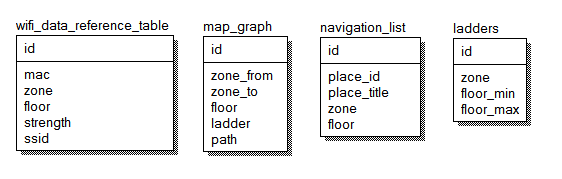 wifi_data_reference_table
id
mac
zone
floor
strength
ssid
map_graph
id
zone_from
zone_to
floor
ladder
path
navigation_list
id
place_id
place_title
zone
floor
ladders
id
zone
floor_min
floor_max